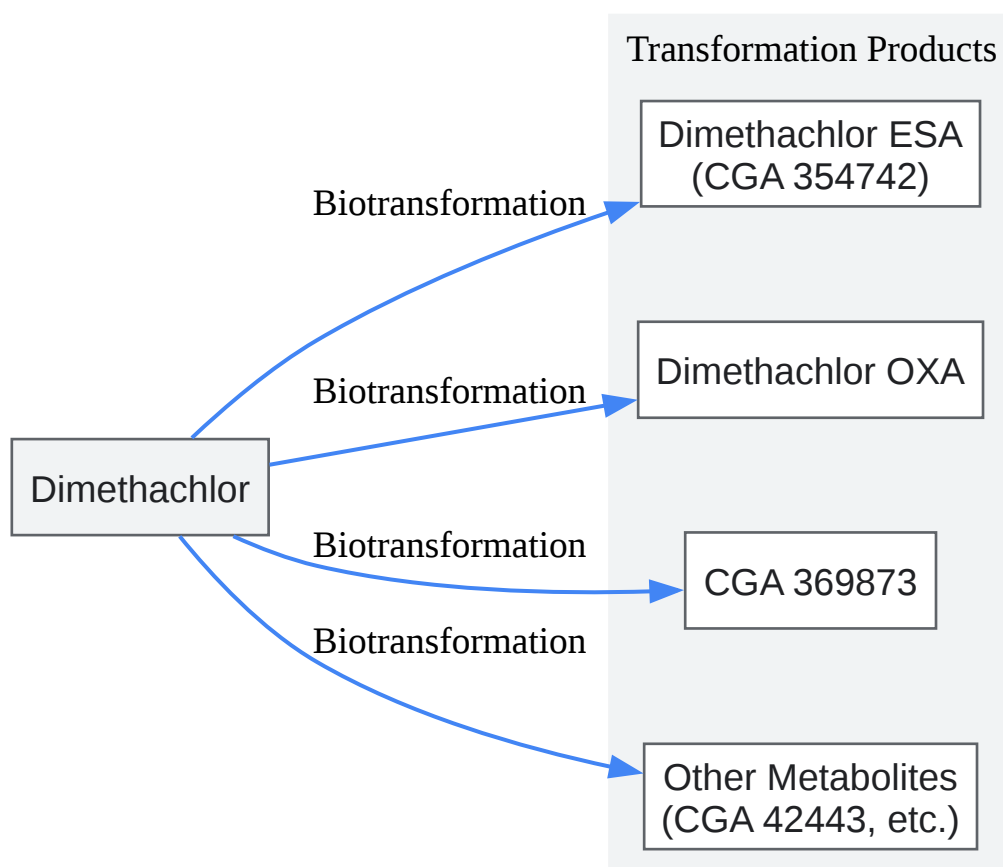 Transformation Products
Dimethachlor ESA
(CGA 354742)
Biotransformation
Dimethachlor OXA
Biotransformation
Dimethachlor
Biotransformation
CGA 369873
Biotransformation
Other Metabolites
(CGA 42443, etc.)